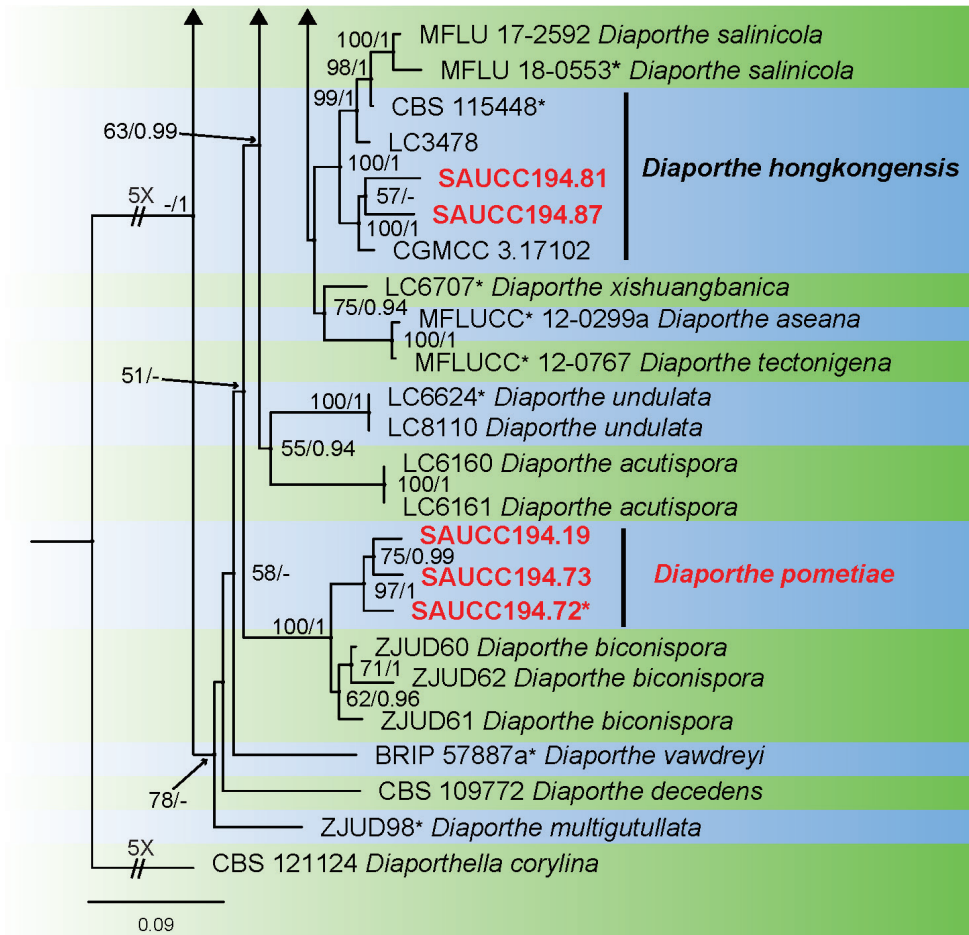 100/1
MFLU 17-2592 Diaporthe salinicola
98/1
MFLU 18-0553* Diaporthe salinicola
99/1
CBS 115448*
63/0.99
LC3478
100/1
Diaporthe hongkongensis
SAUCC194.81
5X
-/1
57/-
SAUCC194.87
100/1
CGMCC 3.17102
LC6707* Diaporthe xishuangbanica
75/0.94
MFLUCC* 12-0299a Diaporthe aseana
100/1
MFLUCC* 12-0767 Diaporthe tectonigena
51/-
LC6624* Diaporthe undulata
100/1
LC8110 Diaporthe undulata
55/0.94
LC6160 Diaporthe acutispora
100/1
LC6161 Diaporthe acutispora
SAUCC194.19
75/0.99
58/-
SAUCC194.73
Diaporthe pometiae
97/1
SAUCC194.72*
100/1
ZJUD60 Diaporthe biconispora
71/1
ZJUD62 Diaporthe biconispora
62/0.96
ZJUD61 Diaporthe biconispora
BRIP 57887a* Diaporthe vawdreyi
78/-
CBS 109772 Diaporthe decedens
ZJUD98* Diaporthe multigutullata
5X
CBS 121124 Diaporthella corylina
0.09